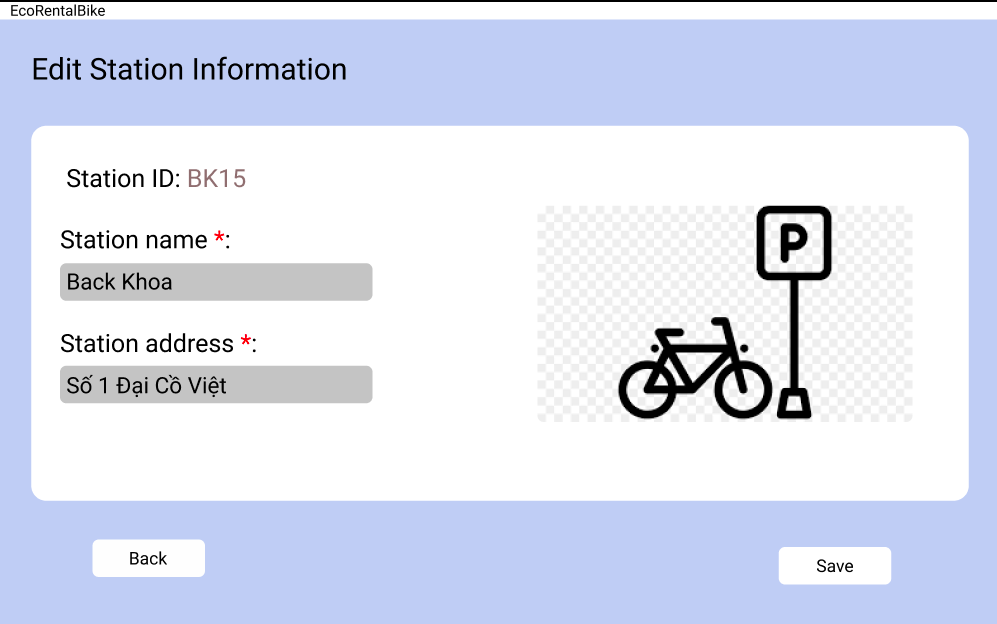 EcoRentalBike
Edit Station Information
Station ID: BK15
Station name *:
Back Khoa
Station address *:
Số 1 Đại Cồ Việt
P
Back
Save